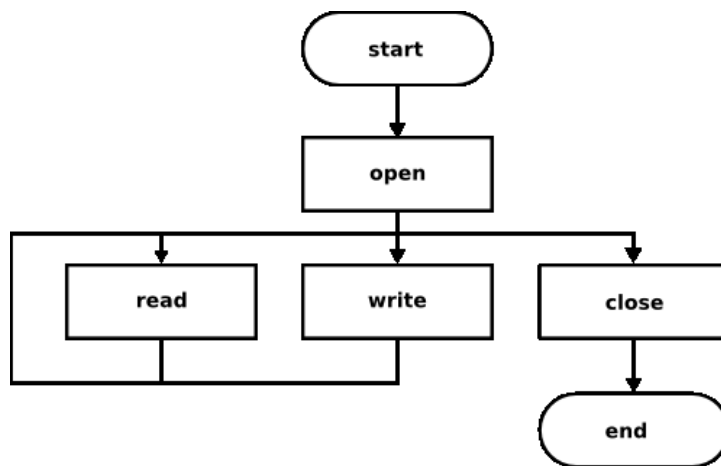 start
open
read
write
close
end